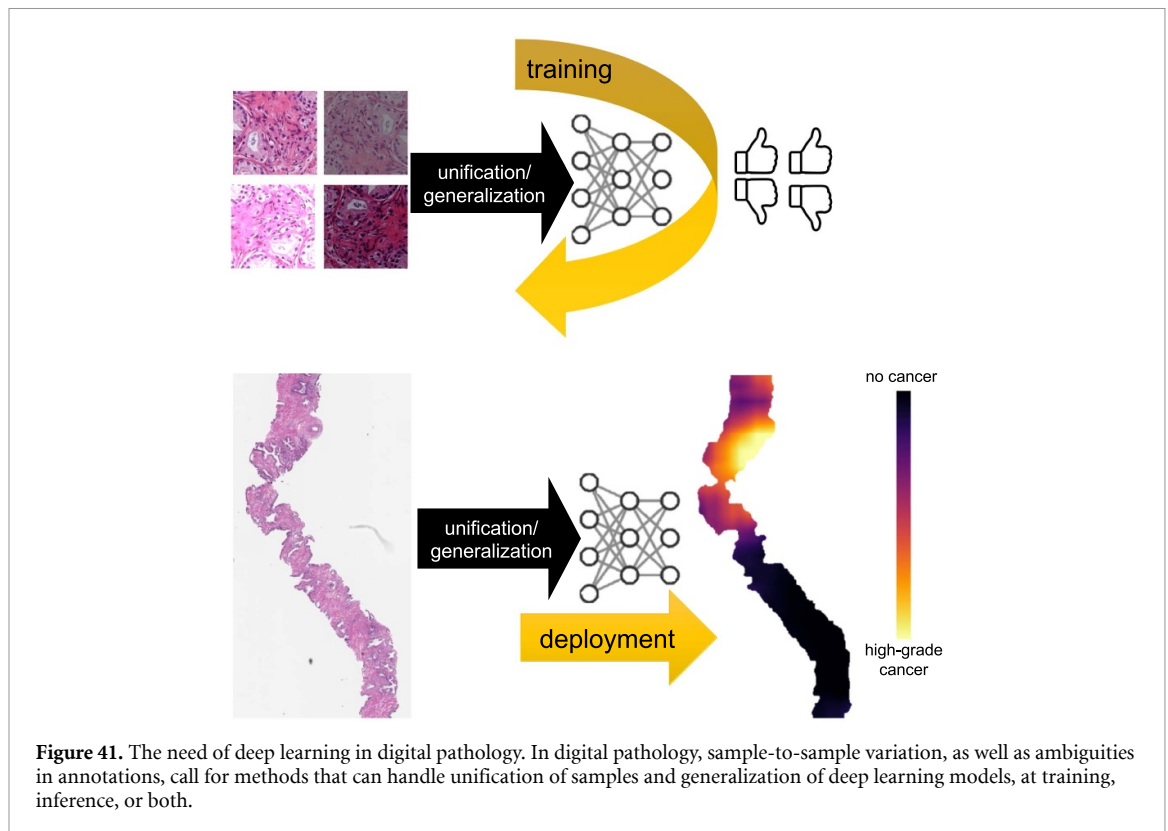 training
unification/
generalization
no cancer
unification/
generalization
deployment
high-grade
cancer
Figure 41. The need of deep learning in digital pathology. In digital pathology, sample-to-sample variation, as well as ambiguities
in annotations, call for methods that can handle unification of samples and generalization of deep learning models, at training,
inference, or both.